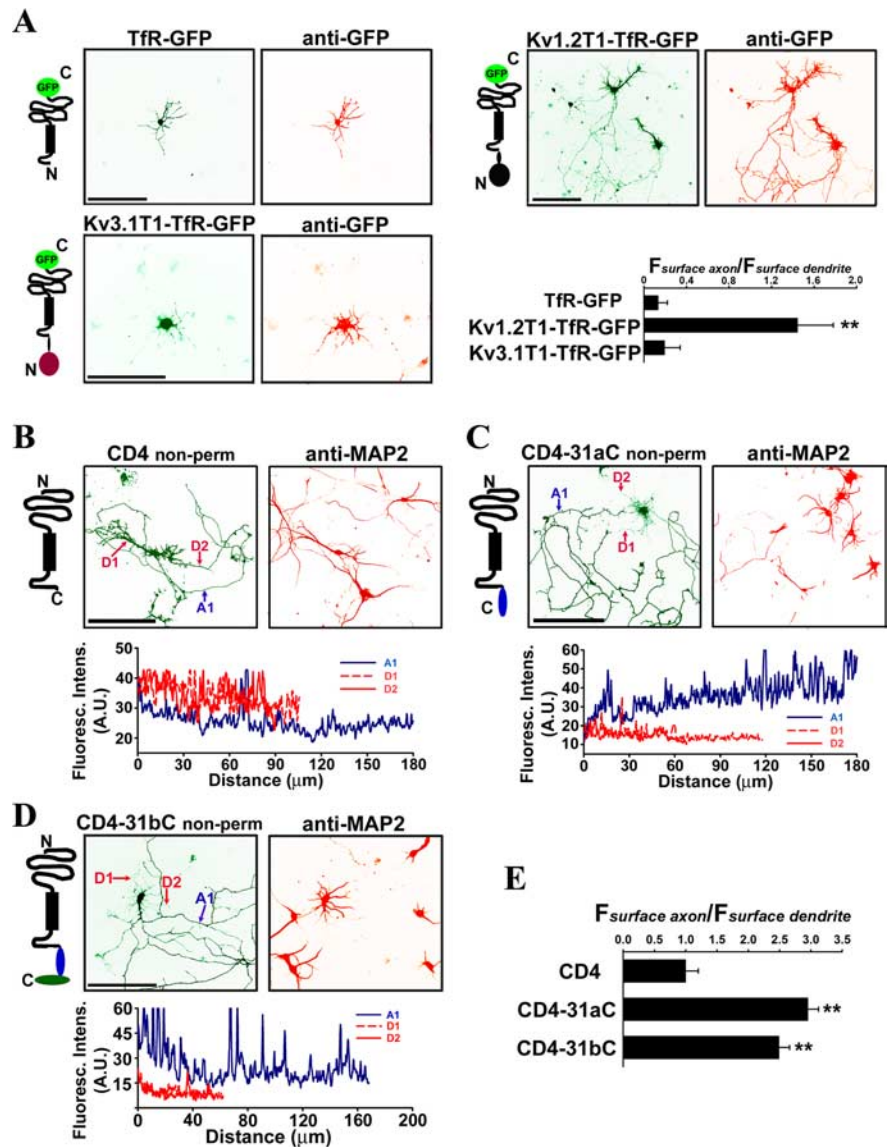 A
TfR-GFP
anti-GFP
C
GFP
N
Kv1.2T1-TfR-GFP
anti-GFP
C
GFP
N
Kv3.1T1-TfR-GFP
anti-GFP
C
GFP
N
Fsurface axon/Fsurface dendrite
0 0.4 0.8 1.2 1.6 2.0
TfR-GFP
Kv1.2T1-TfR-GFP **
Kv3.1T1-TfR-GFP
B
CD4 non-perm
anti-MAP2
N
C
D1
D2
A1
Fluoresc. Intens.
(A.U.)
50
40
30
20
A1
D1
D2
0 30 60 90 120 150 180
Distance (μm)
C
CD4-31aC non-perm
anti-MAP2
N
C
A1
D2
D1
Fluoresc. Intens.
(A.U.)
60
50
40
30
20
10
A1
D1
D2
0 30 60 90 120 150 180
Distance (μm)
D
CD4-31bC non-perm
anti-MAP2
N
C
D1
D2
A1
Fluoresc. Intens.
(A.U.)
60
45
30
15
A1
D1
D2
0 40 80 120 160 200
Distance (μm)
E
Fsurface axon/Fsurface dendrite
0.0 0.5 1.0 1.5 2.0 2.5 3.0 3.5
CD4
CD4-31aC **
CD4-31bC **